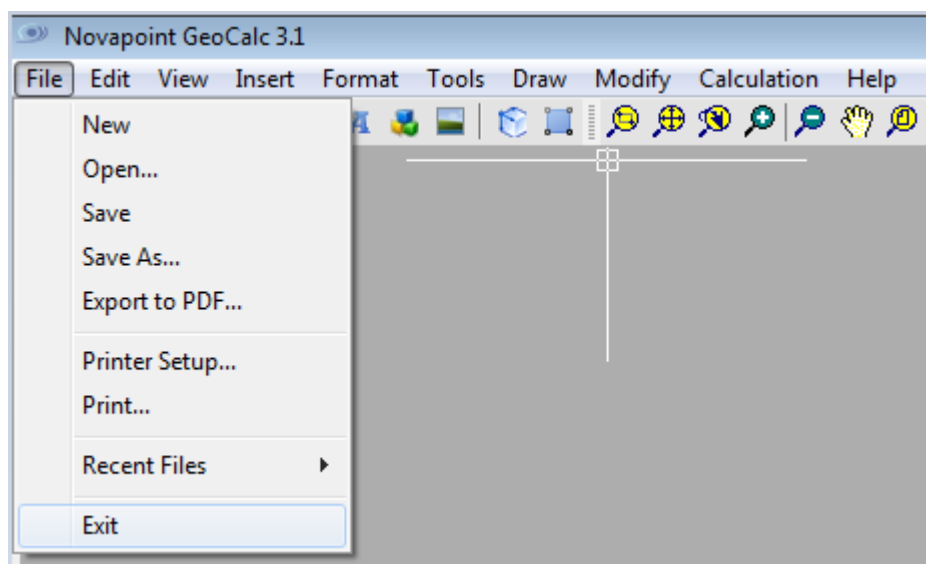 Novapoint GeoCalc 3.1
File Edit View Insert Format Tools Draw Modify Calculation Help
New
Open...
Save
Save As...
Export to PDF...
Printer Setup...
Print...
Recent Files
Exit